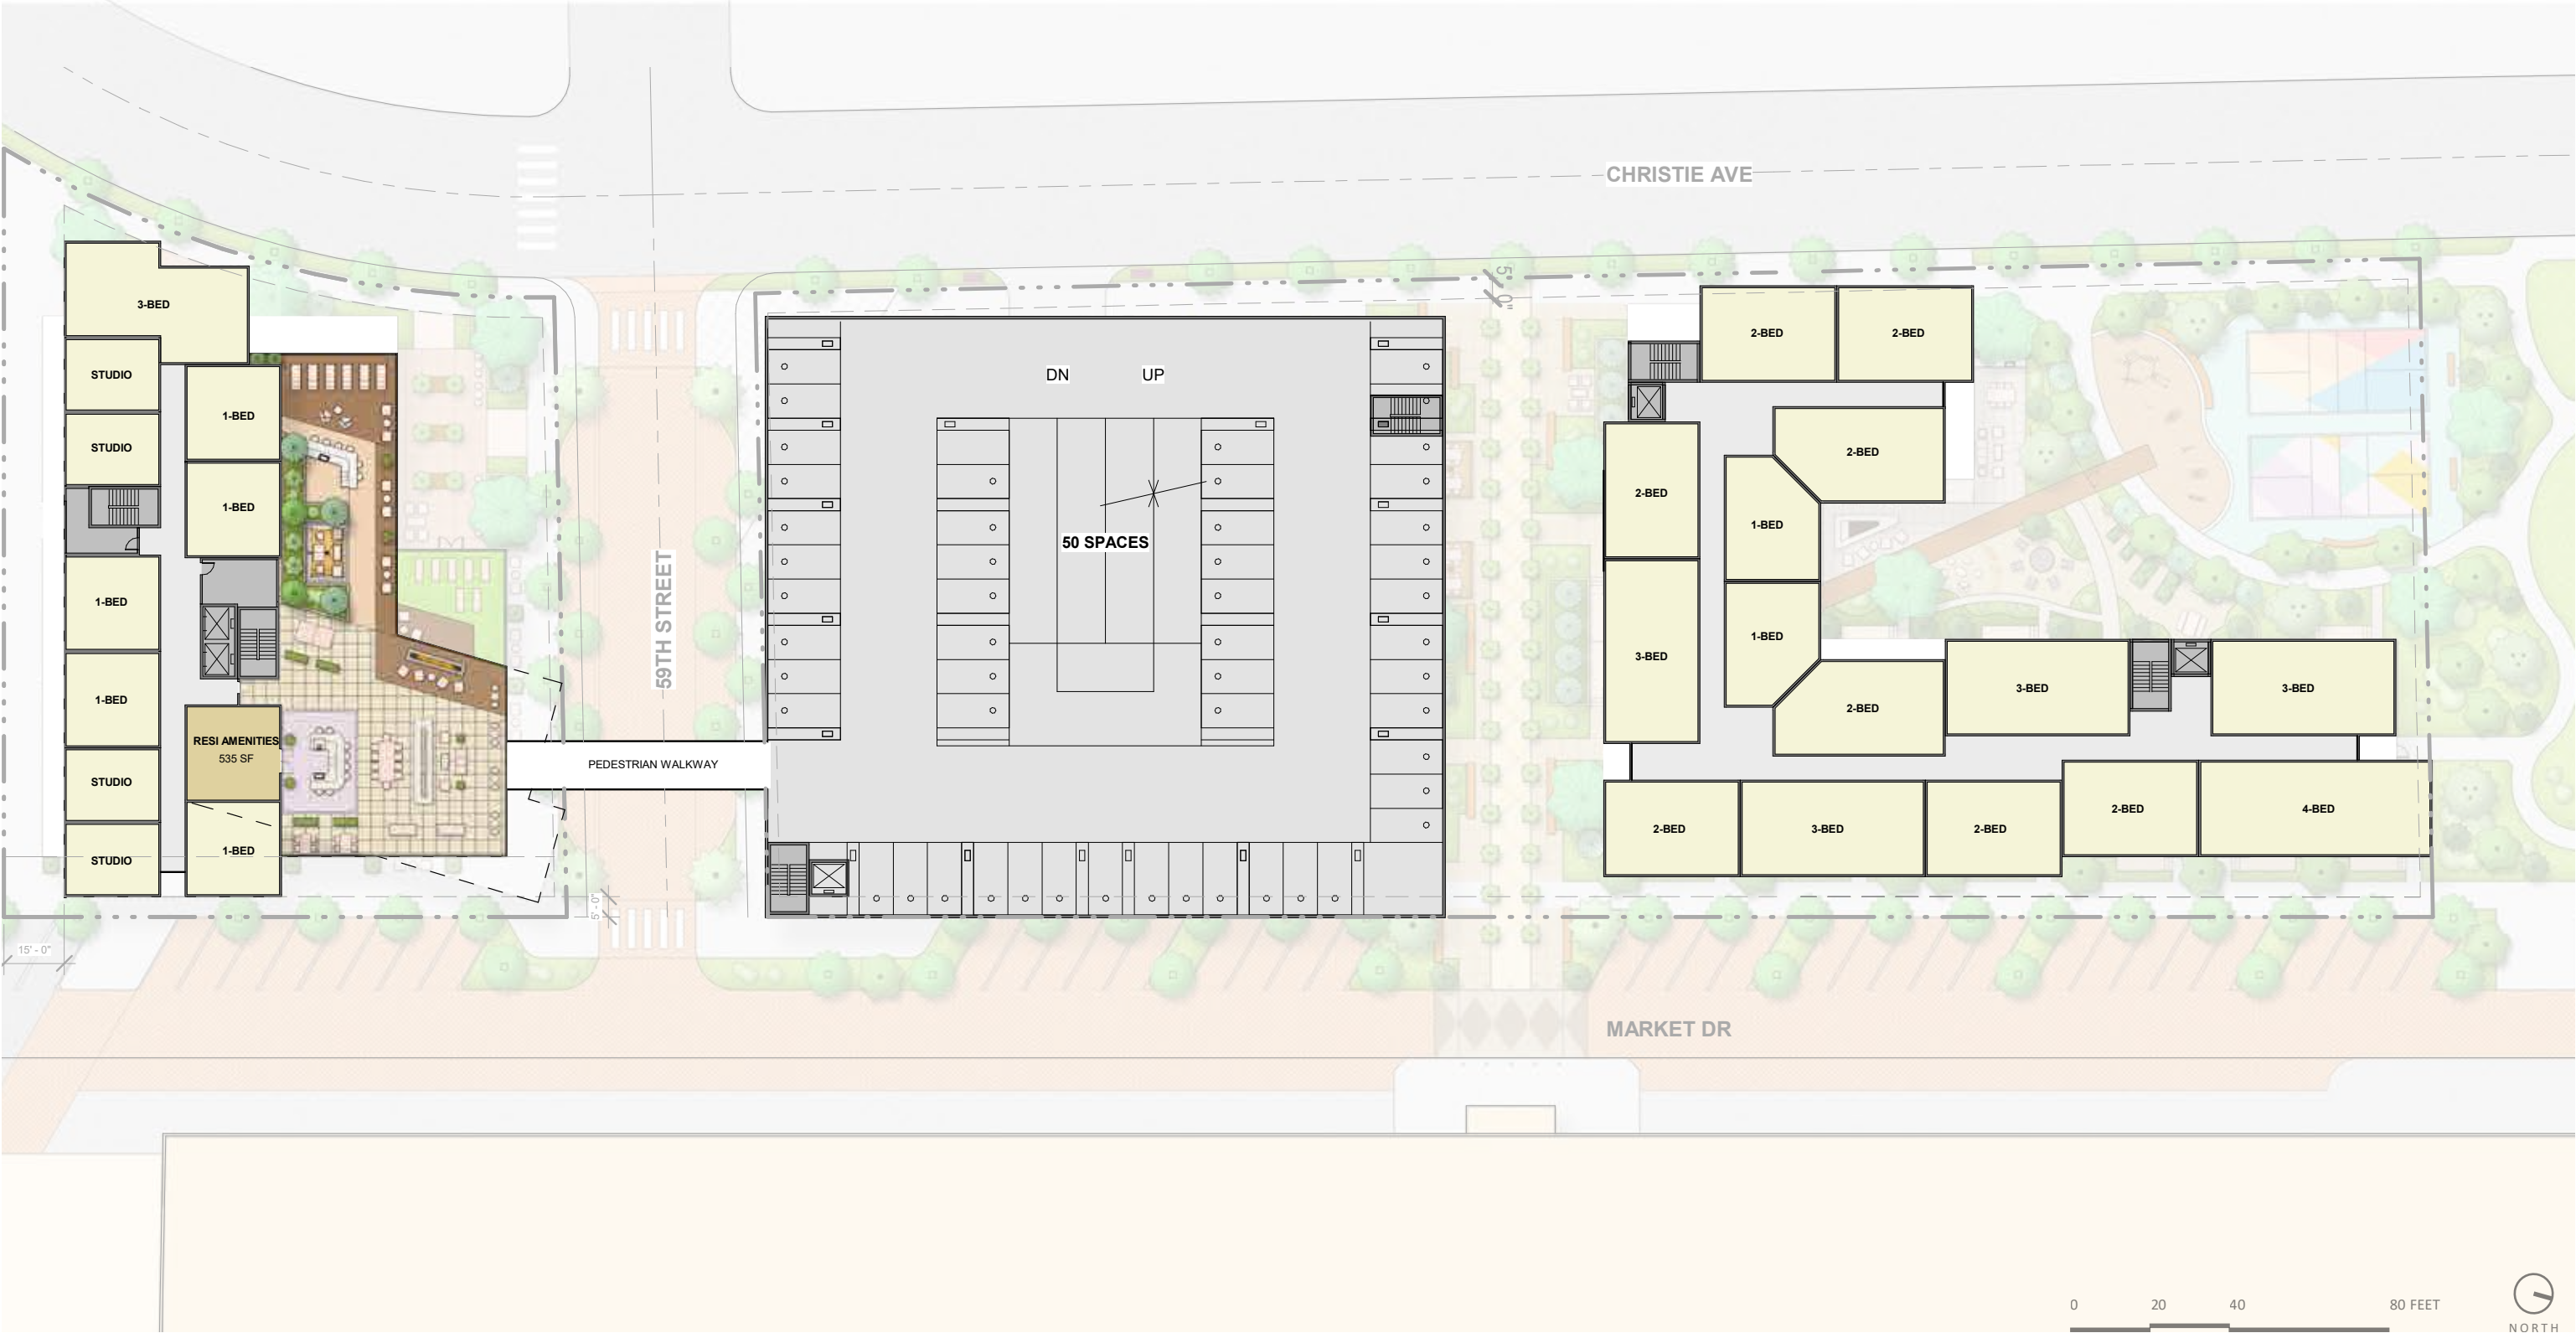 CHRISTIE AVE
5' 0"
3-BED
2-BED
2-BED
STUDIO
DN
UP
1-BED
STUDIO
2-BED
1-BED
2-BED
1-BED
50 SPACES
59TH STREET
1-BED
1-BED
3-BED
3-BED
3-BED
1-BED
2-BED
RESI AMENITIES
535 SF
PEDESTRIAN WALKWAY
STUDIO
2-BED
3-BED
2-BED
2-BED
4-BED
1-BED
STUDIO
5' - 0"
15' - 0"
MARKET DR
0
20
40
80 FEET
NORTH